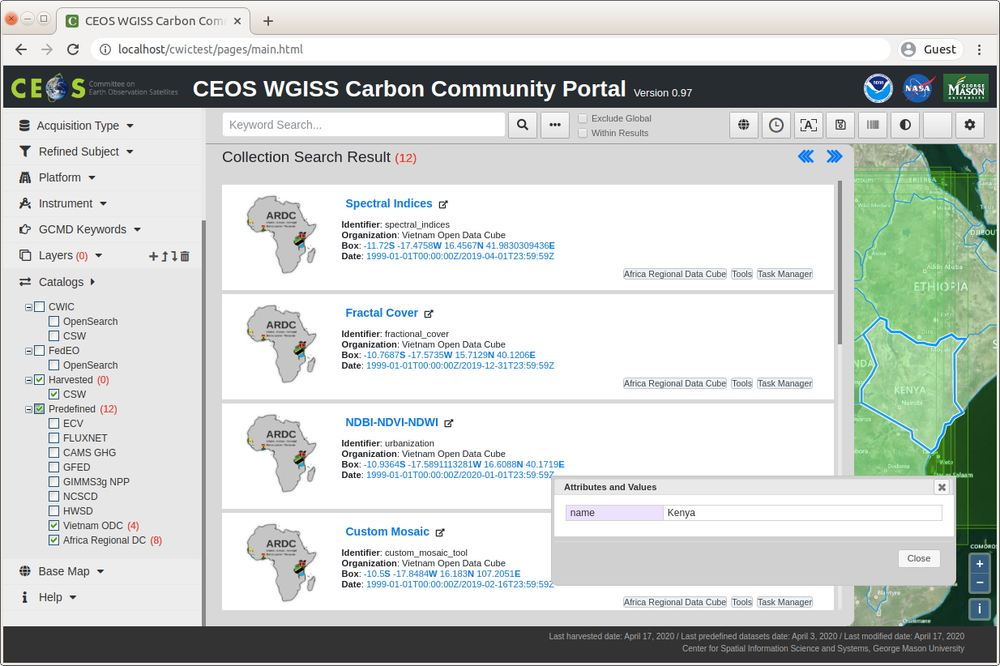 CEOS WGISS Carbon Com
localhost/cwictest/pages/main.html
Guest
CEOS
Committee on
Earth Observation Satellites
CEOS WGISS Carbon Community Portal Version 0.97
NOAA
NASA
GEORGE
MASON
UNIVERSITY
Acquisition Type
Refined Subject
Platform
Instrument
GCMD Keywords
Layers (0)
Catalogs
CWIC
OpenSearch
CSW
FedEO
OpenSearch
Harvested (0)
CSW
Predefined (12)
ECV
FLUXNET
CAMS GHG
GFED
GIMMS3g NPP
NCSCD
HWSD
Vietnam ODC (4)
Africa Regional DC (8)
Base Map
Help
Keyword Search...
Exclude Global
Within Results
[A]
Collection Search Result (12)
ARDC
Spectral Indices
Identifier: spectral_indices
Organization: Vietnam Open Data Cube
Box: -11.72S -17.4758W 16.4567N 41.9830309436E
Date: 1999-01-01T00:00:00Z/2019-04-01T23:59:59Z
Africa Regional Data Cube Tools Task Manager
ARDC
Fractal Cover
Identifier: fractional_cover
Organization: Vietnam Open Data Cube
Box: -10.7687S -17.5735W 15.7129N 40.1206E
Date: 1999-01-01T00:00:00Z/2019-12-31T23:59:59Z
Africa Regional Data Cube Tools Task Manager
ARDC
NDBI-NDVI-NDWI
Identifier: urbanization
Organization: Vietnam Open Data Cube
Box: -10.9364S -17.5891113281W 16.6088N 40.1719E
Date: 1999-01-01T00:00:00Z/2020-01-01T23:59:59Z
ARDC
Custom Mosaic
Identifier: custom_mosaic_tool
Organization: Vietnam Open Data Cube
Box: -10.5S -17.8484W 16.183N 107.2051E
Date: 1999-01-01T00:00:00Z/2019-02-16T23:59:59Z
Africa Regional Data Cube Tools Task Manager
ERITREA
DJIBOU
Addis Ababa
ETHIOPIA
KENYA
Nairobi
Dodoma
COMOROS
Blantyre
Attributes and Values
name Kenya
Close
+
−
i
Last harvested date: April 17, 2020 / Last predefined datasets date: April 3, 2020 / Last modified date: April 17, 2020
Center for Spatial Information Science and Systems, George Mason University